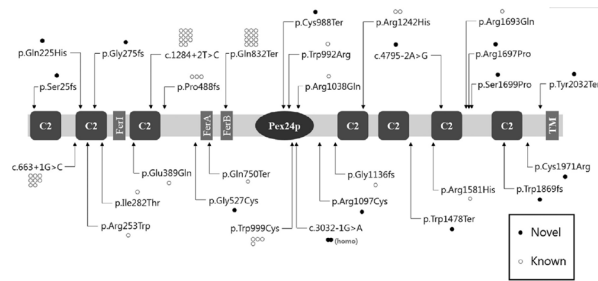 p.Cys988Ter
p.Arg1242His
p.Arg1693Gln
p.Gln225His
p.Gly275fs
c.1284+2T>C
p.Gln832Ter
p.Trp992Arg
c.4795-2A>G
p.Arg1697Pro
p.Ser25fs
p.Pro488fs
p.Arg1038Gln
p.Ser1699Pro
p.Tyr2032Ter
C2
C2
FerI
C2
FerA
FerB
Pex24p
C2
C2
C2
C2
TM
c.663+1G>C
p.Glu389Gln
p.Gln750Ter
p.Gly1136fs
p.Cys1971Arg
p.Ile282Thr
p.Gly527Cys
p.Arg1097Cys
p.Arg1581His
p.Trp1869fs
p.Arg253Trp
p.Trp999Cys
c.3032-1G>A
p.Trp1478Ter
(homo)
Novel
Known